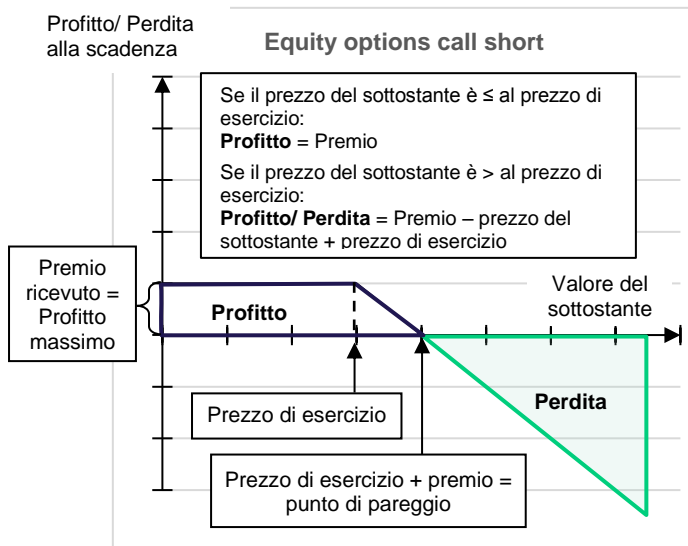 Profitto/ Perdita
alla scadenza
Equity options call short
Se il prezzo del sottostante è ≤ al prezzo di
esercizio:
Profitto = Premio
Se il prezzo del sottostante è > al prezzo di
esercizio:
Profitto/ Perdita = Premio – prezzo del
sottostante + prezzo di esercizio
Premio
ricevuto =
Profitto
massimo
Profitto
Valore del
sottostante
Perdita
Prezzo di esercizio
Prezzo di esercizio + premio =
punto di pareggio